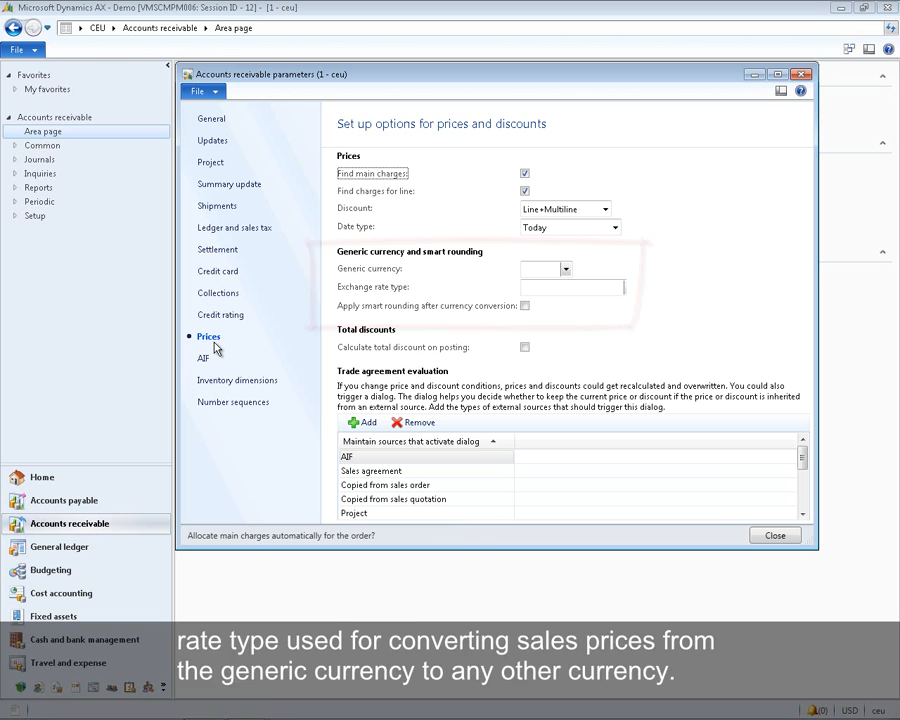 Microsoft Dynamics AX - Demo [VMSCMPM006: Session ID - 12] - [1 - ceu]
CEU
Accounts receivable
Area page
File
Favorites
My favorites
Accounts receivable
Area page
Common
Journals
Inquiries
Reports
Periodic
Setup
Home
Accounts payable
Accounts receivable
General ledger
Budgeting
Cost accounting
Fixed assets
Cash and bank management
Travel and expense
Accounts receivable parameters (1 - ceu)
File
General
Updates
Project
Summary update
Shipments
Ledger and sales tax
Settlement
Credit card
Collections
Credit rating
Prices
AIF
Inventory dimensions
Number sequences
Set up options for prices and discounts
Prices
Find main charges:
Find charges for line:
Discount: Line+Multiline
Date type: Today
Generic currency and smart rounding
Generic currency:
Exchange rate type:
Apply smart rounding after currency conversion:
Total discounts
Calculate total discount on posting:
Trade agreement evaluation
If you change price and discount conditions, prices and discounts could get recalculated and overwritten. You could also
trigger a dialog. The dialog helps you decide whether to keep the current price or discount if the price or discount is inherited
from an external source. Add the types of external sources that should trigger this dialog.
Add Remove
Maintain sources that activate dialog
AIF
Sales agreement
Copied from sales order
Copied from sales quotation
Project
Allocate main charges automatically for the order?
Close
rate type used for converting sales prices from
the generic currency to any other currency.
(0) USD ceu